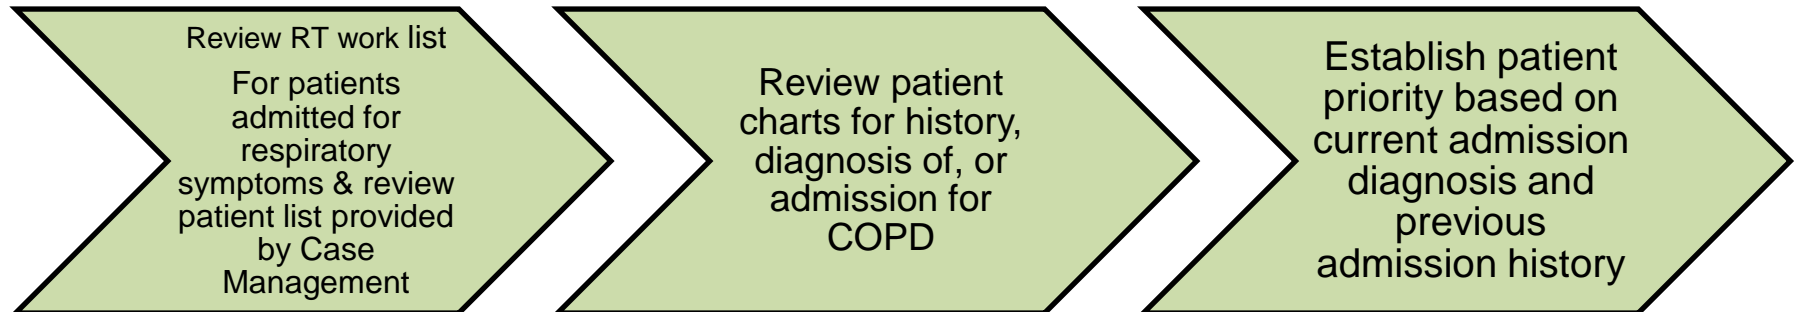 Review RT work list
For patients
admitted for
respiratory
symptoms & review
patient list provided
by Case
Management
Review patient
charts for history,
diagnosis of, or
admission for
COPD
Establish patient
priority based on
current admission
diagnosis and
previous
admission history